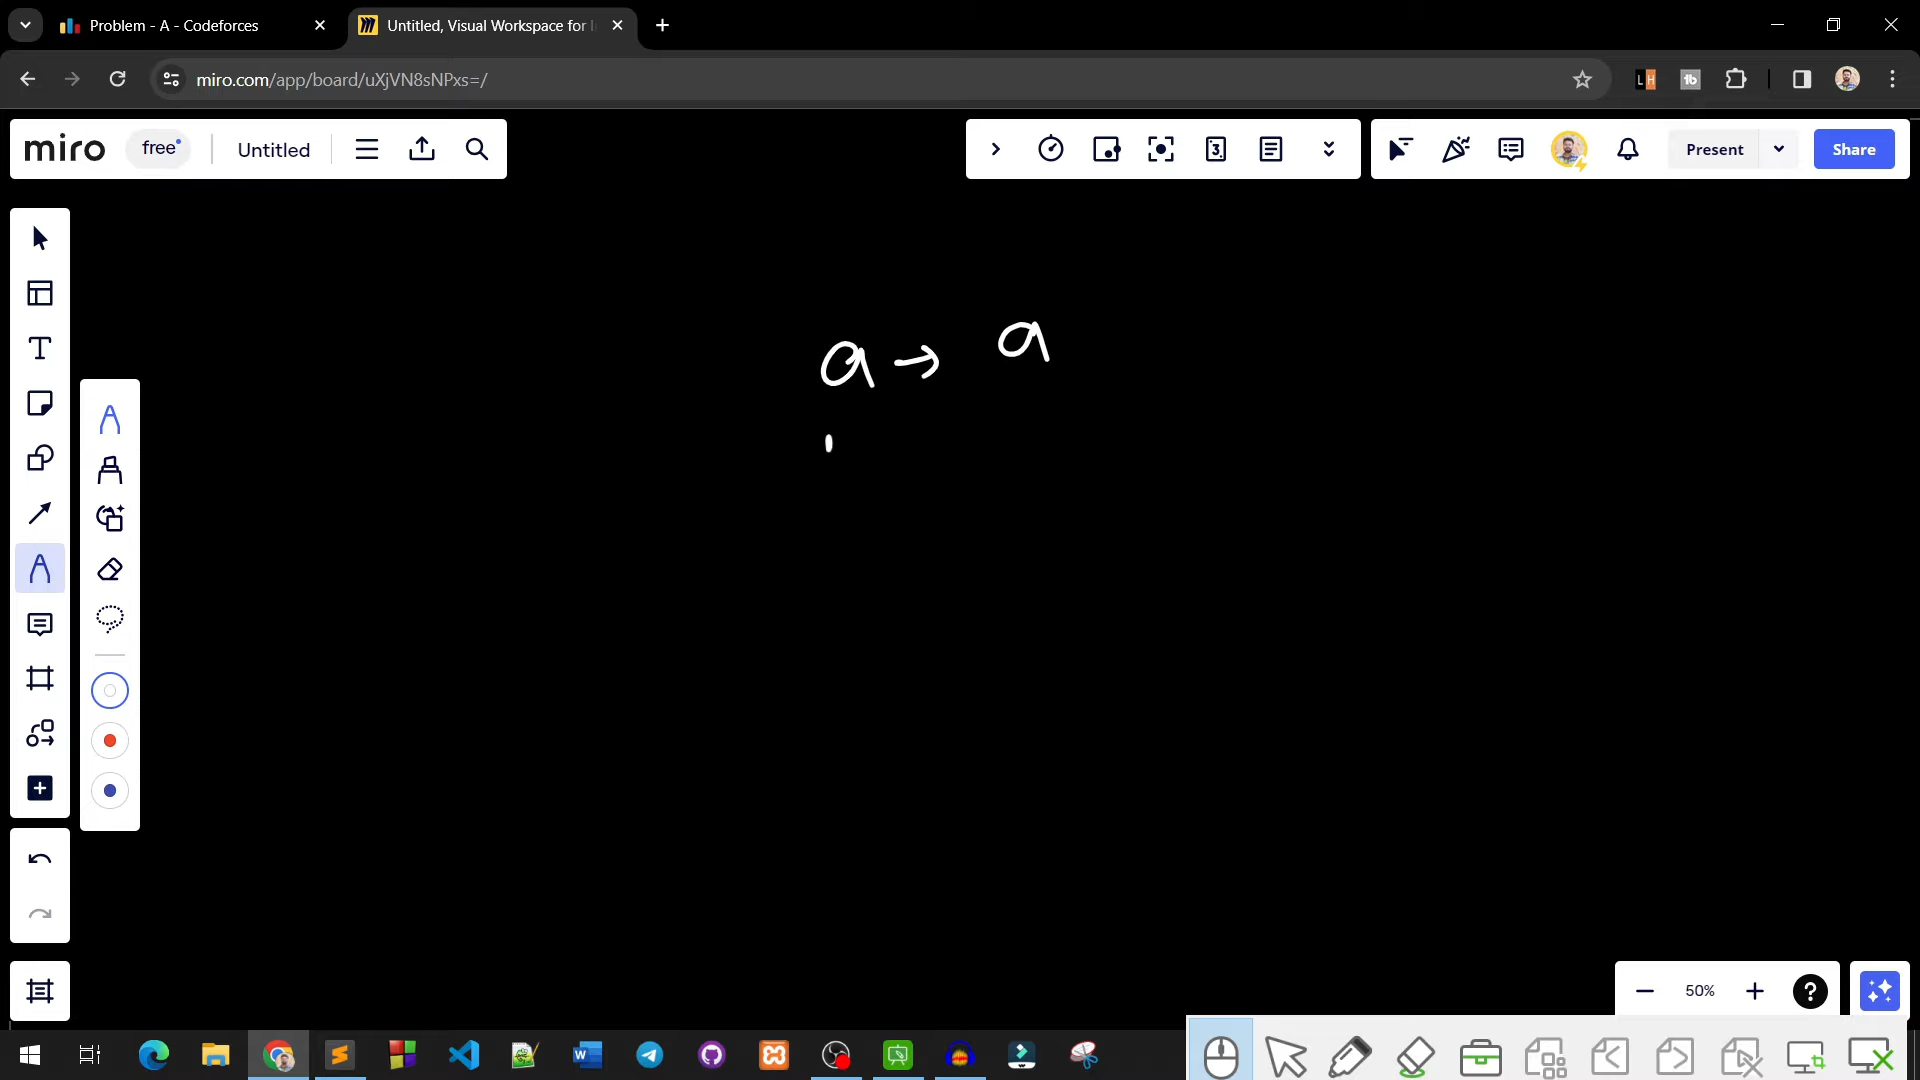 Problem - A - Codeforces
Untitled, Visual Workspace for
miro.com/app/board/uXjVN8sNPxs=/
miro
free
Untitled
Present
Share
a → a
50%